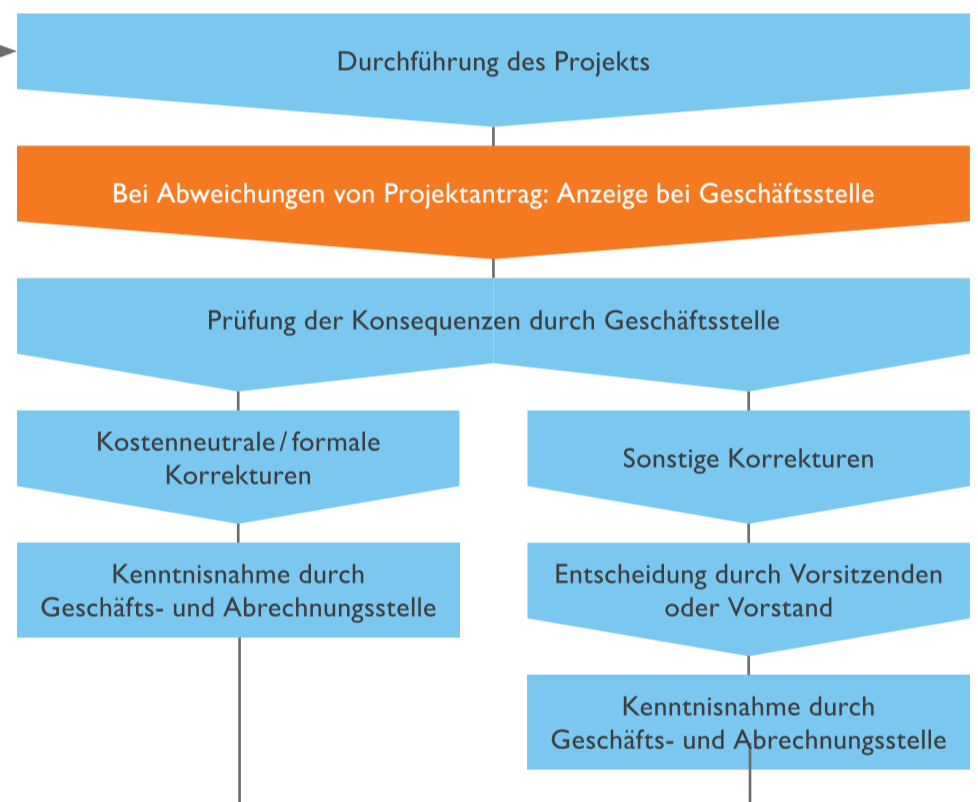 Durchführung des Projekts
Bei Abweichungen von Projektantrag: Anzeige bei Geschäftsstelle
Prüfung der Konsequenzen durch Geschäftsstelle
Kostenneutrale / formale
Korrekturen
Sonstige Korrekturen
Kenntnisnahme durch
Geschäfts- und Abrechnungsstelle
Entscheidung durch Vorsitzenden
oder Vorstand
Kenntnisnahme durch
Geschäfts- und Abrechnungsstelle